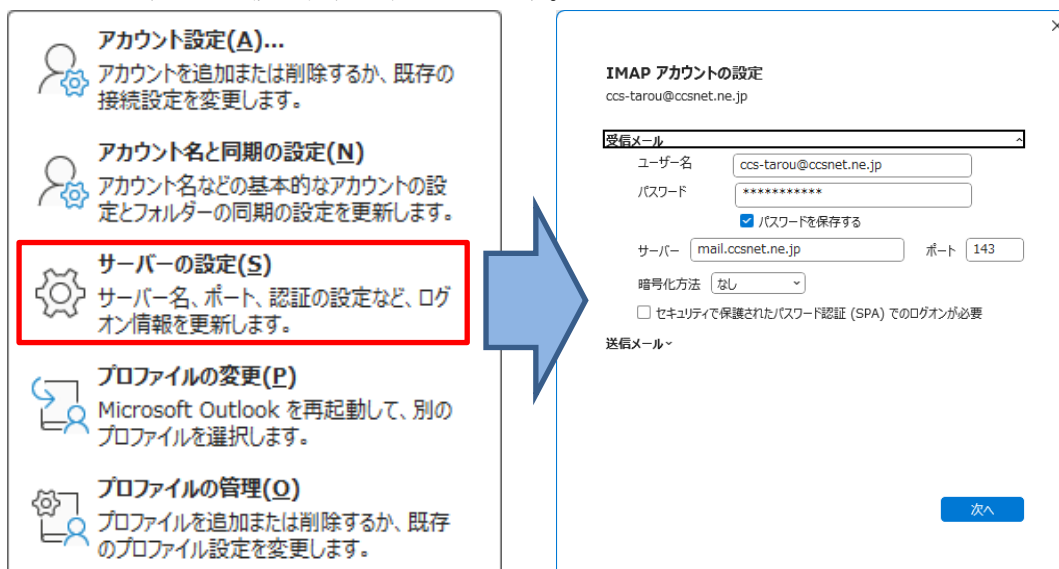 アカウント設定(A)...
アカウントを追加または削除するか、既存の
接続設定を変更します。
アカウント名と同期の設定(N)
アカウント名などの基本的なアカウントの設
定とフォルダーの同期の設定を更新します。
サーバーの設定(S)
サーバー名、ポート、認証の設定など、ログ
オン情報を更新します。
プロファイルの変更(P)
Microsoft Outlook を再起動して、別の
プロファイルを選択します。
プロファイルの管理(O)
プロファイルを追加または削除するか、既存
のプロファイル設定を変更します。
IMAP アカウントの設定
ccs-tarou@ccsnet.ne.jp
受信メール
ユーザー名 ccs-tarou@ccsnet.ne.jp
パスワード ***********
パスワードを保存する
サーバー mail.ccsnet.ne.jp ポート 143
暗号化方法 なし
セキュリティで保護されたパスワード認証 (SPA) でのログオンが必要
送信メール
次へ